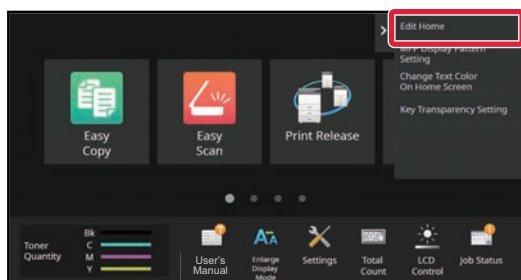 Edit Home
MFP Display Pattern
Setting
Change Text Color
On Home Screen
Key Transparency Setting
Easy
Copy
Easy
Scan
Print Release
Toner
Quantity
Bk
C
M
Y
User's
Manual
Enlarge
Display
Mode
Settings
Total
Count
LCD
Control
Job Status